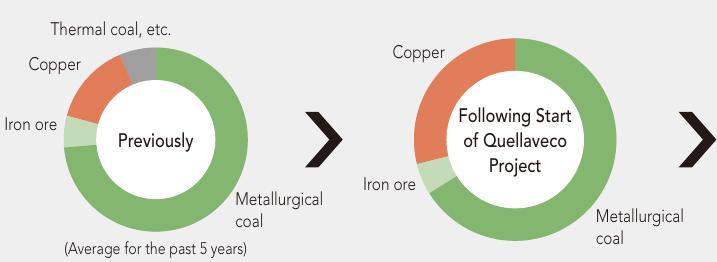 Thermal coal, etc.
Copper
Iron ore
Previously
Metallurgical
coal
(Average for the past 5 years)
Copper
Following Start
of Quellaveco
Project
Iron ore
Metallurgical
coal